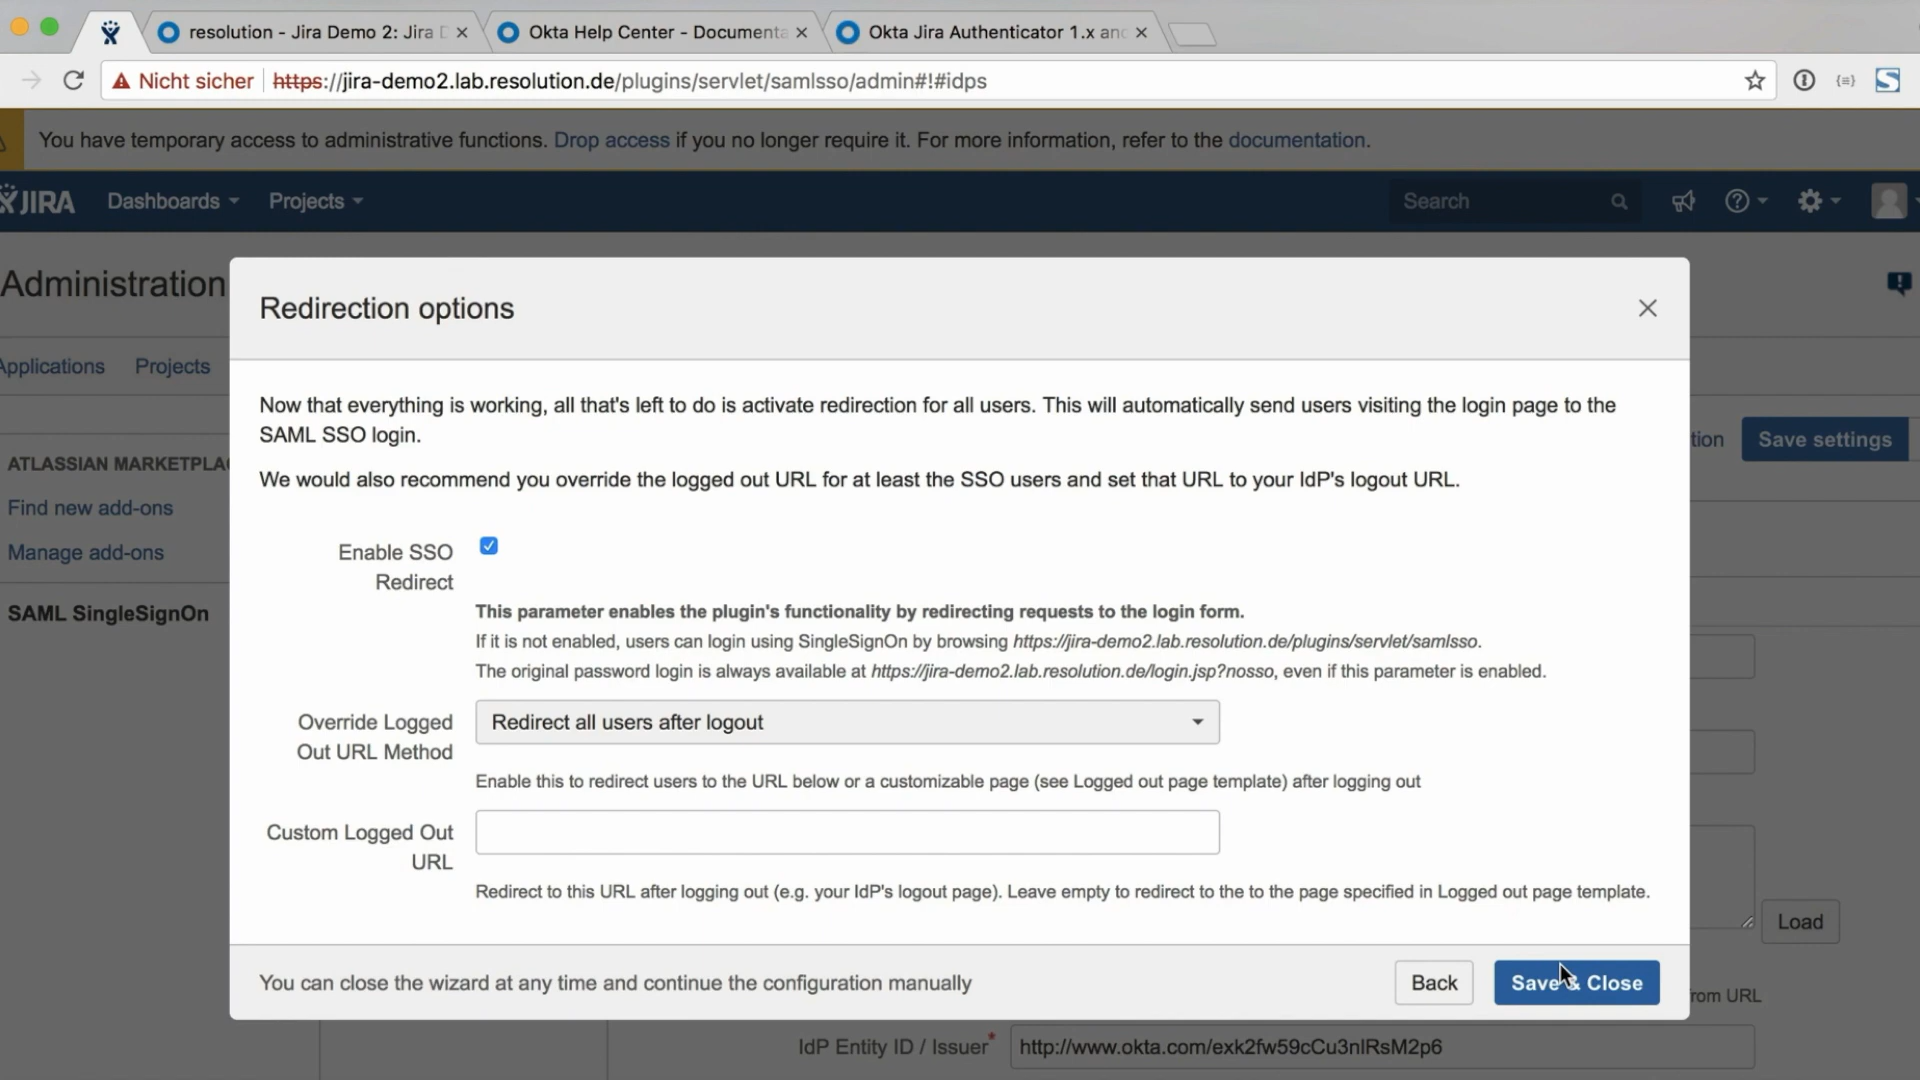 resolution - Jira Demo 2: Jira
Okta Help Center - Documenta
Okta Jira Authenticator 1.x and
Nicht sicher
https://jira-demo2.lab.resolution.de/plugins/servlet/samlsso/admin#!#idps
You have temporary access to administrative functions. Drop access if you no longer require it. For more information, refer to the documentation.
JIRA
Dashboards
Projects
Search
Administration
Applications
Projects
Redirection options
Now that everything is working, all that's left to do is activate redirection for all users. This will automatically send users visiting the login page to the
SAML SSO login.
We would also recommend you override the logged out URL for at least the SSO users and set that URL to your IdP's logout URL.
tion
Save settings
ATLASSIAN MARKETPLA
Find new add-ons
Manage add-ons
SAML SingleSignOn
Enable SSO
Redirect
This parameter enables the plugin's functionality by redirecting requests to the login form.
If it is not enabled, users can login using SingleSignOn by browsing https://jira-demo2.lab.resolution.de/plugins/servlet/samlsso.
The original password login is always available at https://jira-demo2.lab.resolution.de/login.jsp?nosso, even if this parameter is enabled.
Override Logged
Out URL Method
Redirect all users after logout
Enable this to redirect users to the URL below or a customizable page (see Logged out page template) after logging out
Custom Logged Out
URL
Redirect to this URL after logging out (e.g. your IdP's logout page). Leave empty to redirect to the to the page specified in Logged out page template.
Load
You can close the wizard at any time and continue the configuration manually
Back
Save & Close
from URL
IdP Entity ID / Issuer*
http://www.okta.com/exk2fw59cCu3nlRsM2p6